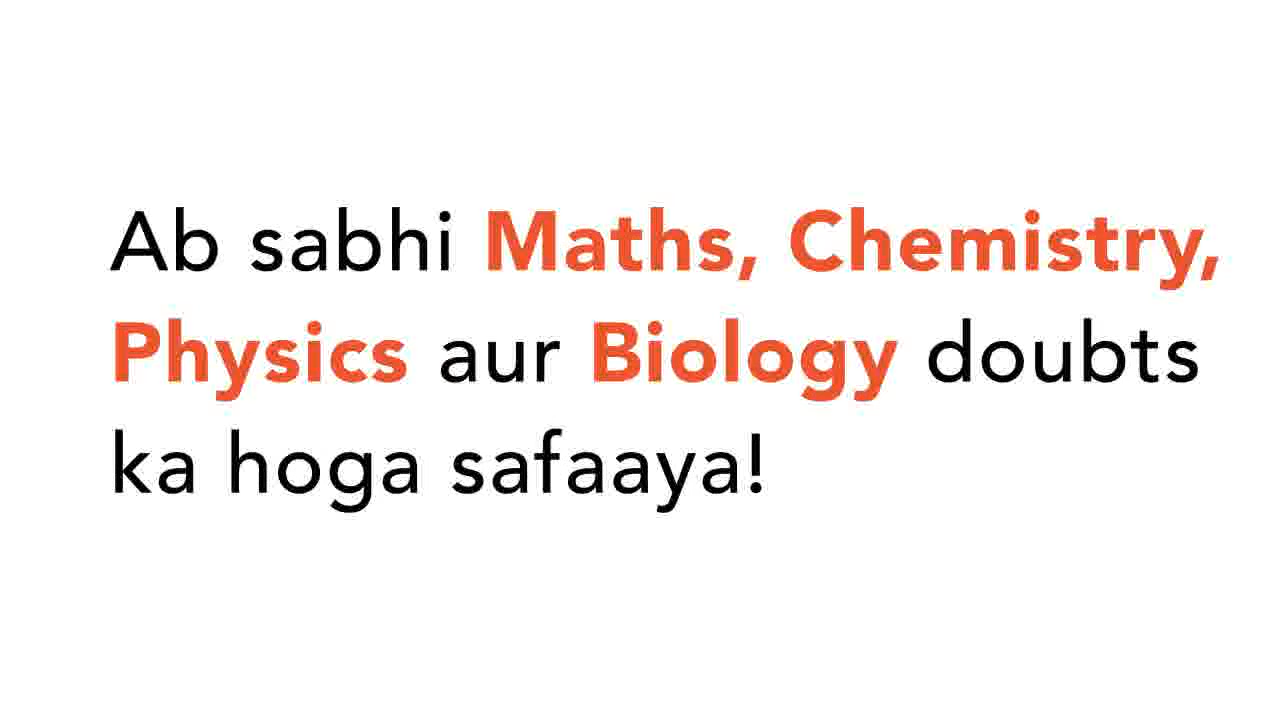 Ab sabhi Maths, Chemistry,
Physics aur Biology doubts
ka hoga safaaya!